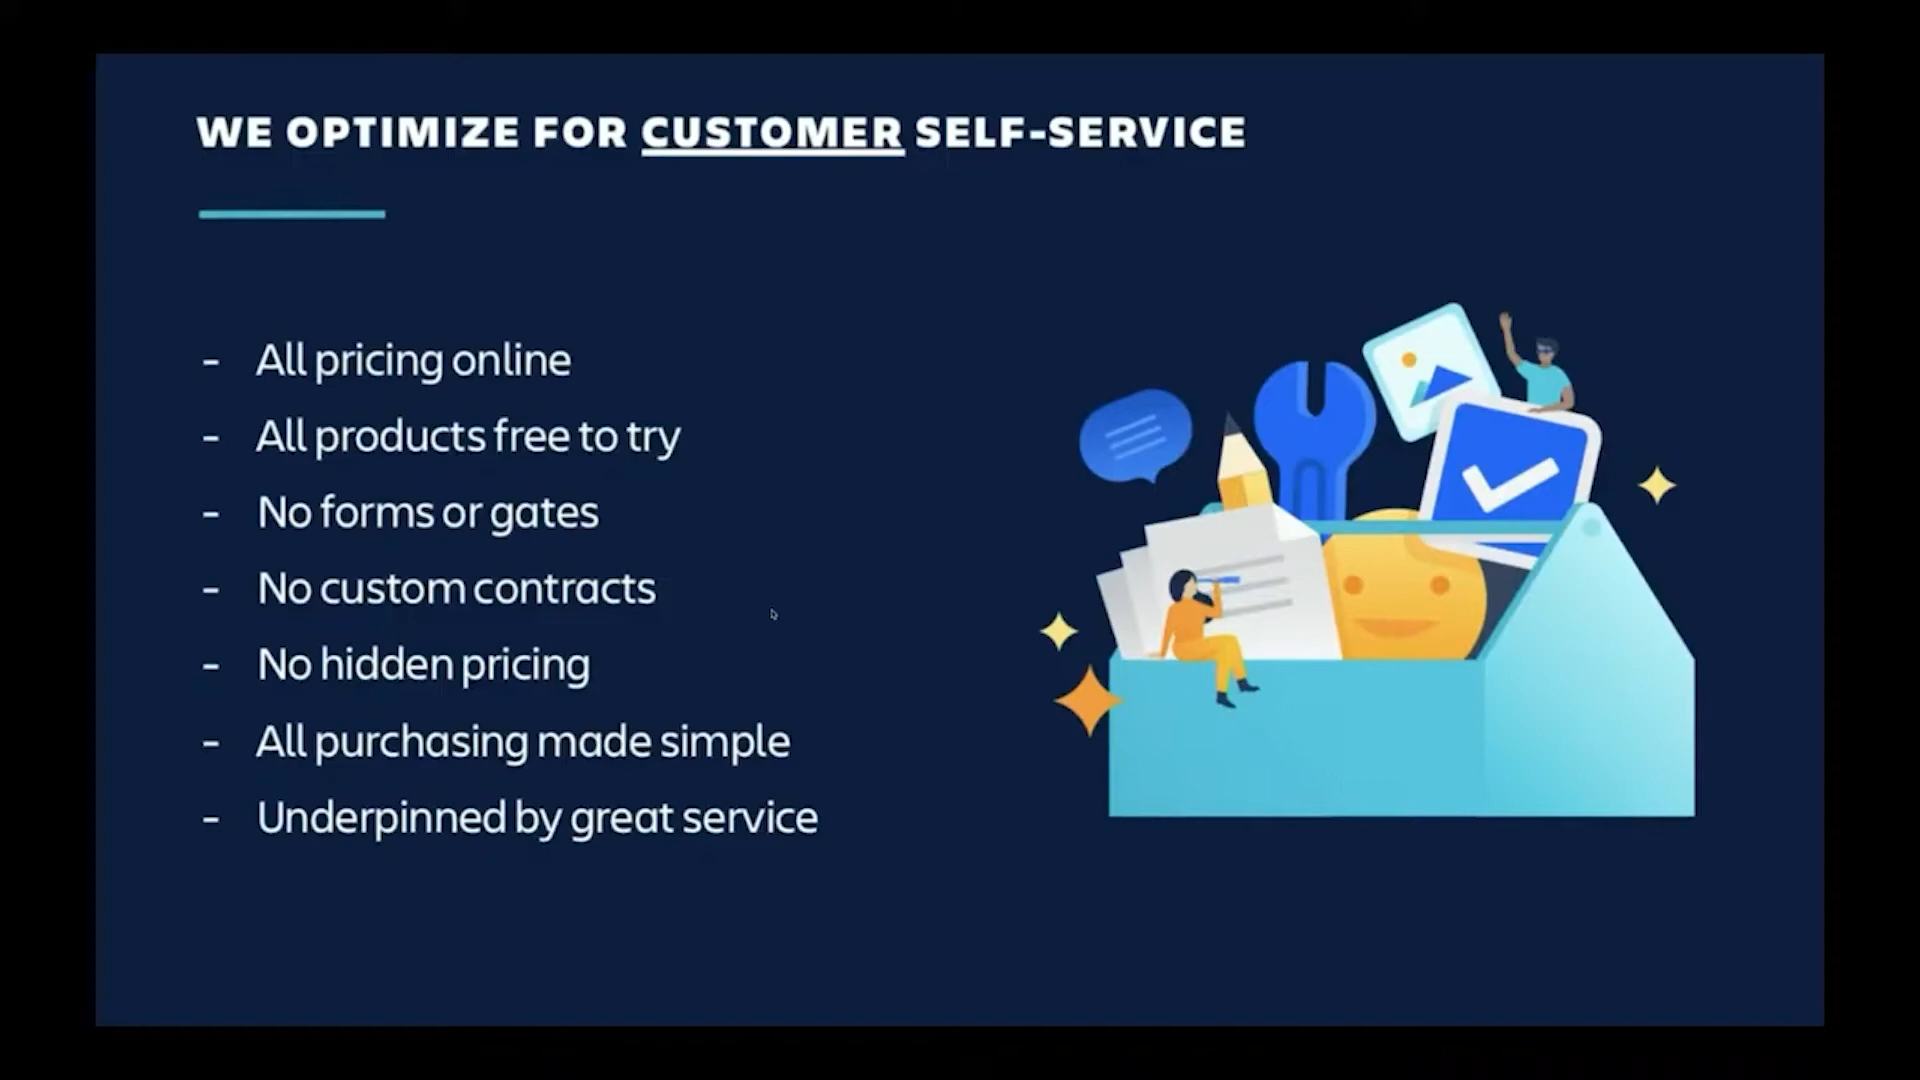 WE OPTIMIZE FOR CUSTOMER SELF-SERVICE
- All pricing online
- All products free to try
- No forms or gates
- No custom contracts
- No hidden pricing
- All purchasing made simple
- Underpinned by great service